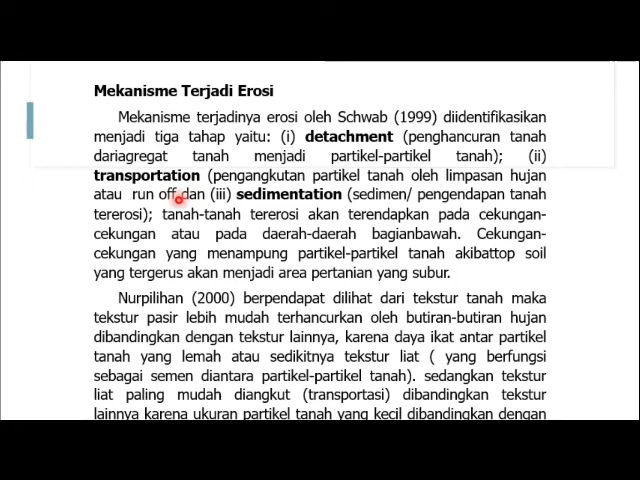 Mekanisme Terjadi Erosi
Mekanisme terjadinya erosi oleh Schwab (1999) diidentifikasikan
menjadi tiga tahap yaitu: (i) detachment (penghancuran tanah
dariagregat tanah menjadi partikel-partikel tanah); (ii)
transportation (pengangkutan partikel tanah oleh limpasan hujan
atau run off dan (iii) sedimentation (sedimen/ pengendapan tanah
tererosi); tanah-tanah tererosi akan terendapkan pada cekungan-
cekungan atau pada daerah-daerah bagianbawah. Cekungan-
cekungan yang menampung partikel-partikel tanah akibattop soil
yang tergerus akan menjadi area pertanian yang subur.
Nurpilihan (2000) berpendapat dilihat dari tekstur tanah maka
tekstur pasir lebih mudah terhancurkan oleh butiran-butiran hujan
dibandingkan dengan tekstur lainnya, karena daya ikat antar partikel
tanah yang lemah atau sedikitnya tekstur liat ( yang berfungsi
sebagai semen diantara partikel-partikel tanah). sedangkan tekstur
liat paling mudah diangkut (transportasi) dibandingkan tekstur
lainnya karena ukuran partikel tanah yang kecil dibandingkan dengan